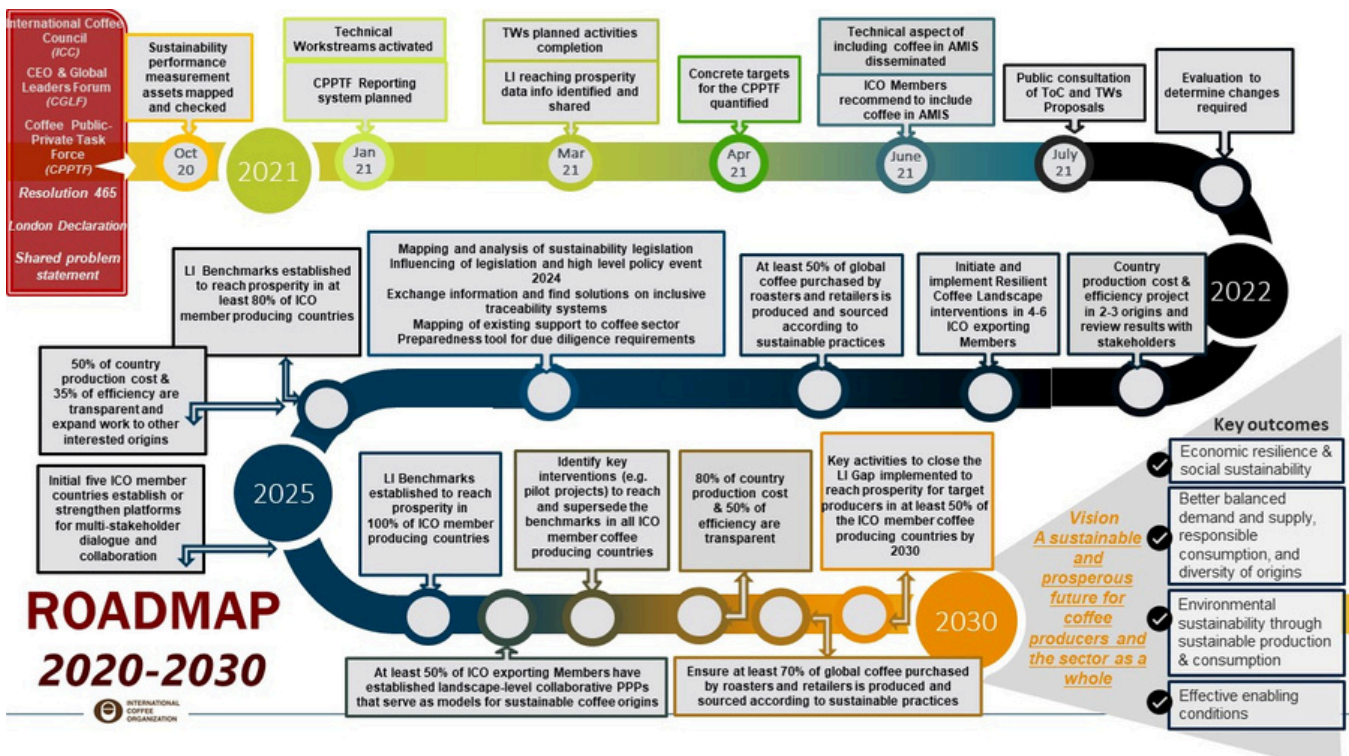 International Coffee
Council
(ICC)
CEO & Global
Leaders Forum
(CGLF)
Coffee Public-
Private Task
Force
(CPPTF)
Resolution 465
London Declaration
Shared problem
statement
Sustainability
performance
measurement
assets mapped
and checked
Technical
Workstreams activated
CPPTF Reporting
system planned
TWs planned activities
completion
LI reaching prosperity
data info identified and
shared
Concrete targets
for the CPPTF
quantified
Technical aspect of
including coffee in AMIS
disseminated
ICO Members
recommend to include
coffee in AMIS
Public consultation
of ToC and TWs
Proposals
Evaluation to
determine changes
required
Oct
20
2021
Jan
21
Mar
21
Apr
21
June
21
July
21
2022
LI Benchmarks established
to reach prosperity in at
least 80% of ICO
member producing countries
Mapping and analysis of sustainability legislation
Influencing of legislation and high level policy event
2024
Exchange information and find solutions on inclusive
traceability systems
Mapping of existing support to coffee sector
Preparedness tool for due diligence requirements
At least 50% of global
coffee purchased by
roasters and retailers is
produced and sourced
according to
sustainable practices
Initiate and
implement Resilient
Coffee Landscape
interventions in 4-6
ICO exporting
Members
Country
production cost &
efficiency project
in 2-3 origins and
review results with
stakeholders
50% of country
production cost &
35% of efficiency are
transparent and
expand work to other
interested origins
Initial five ICO member
countries establish or
strengthen platforms
for multi-stakeholder
dialogue and
collaboration
2025
LI Benchmarks
established to reach
prosperity in
100% of ICO member
producing countries
Identify key
interventions (e.g.
pilot projects) to reach
and supersede the
benchmarks in all ICO
member coffee
producing countries
80% of country
production cost
& 50% of
efficiency are
transparent
Key activities to close the
LI Gap implemented to
reach prosperity for target
producers in at least 50% of
the ICO member coffee
producing countries by
2030
At least 50% of ICO exporting Members have
established landscape-level collaborative PPPs
that serve as models for sustainable coffee origins
Ensure at least 70% of global coffee purchased
by roasters and retailers is produced and
sourced according to sustainable practices
2030
Vision
A sustainable
and
prosperous
future for
coffee
producers and
the sector as a
whole
Key outcomes
Economic resilience &
social sustainability
Better balanced
demand and supply,
responsible
consumption, and
diversity of origins
Environmental
sustainability through
sustainable production
& consumption
Effective enabling
conditions
ROADMAP
2020-2030
INTERNATIONAL
COFFEE
ORGANIZATION